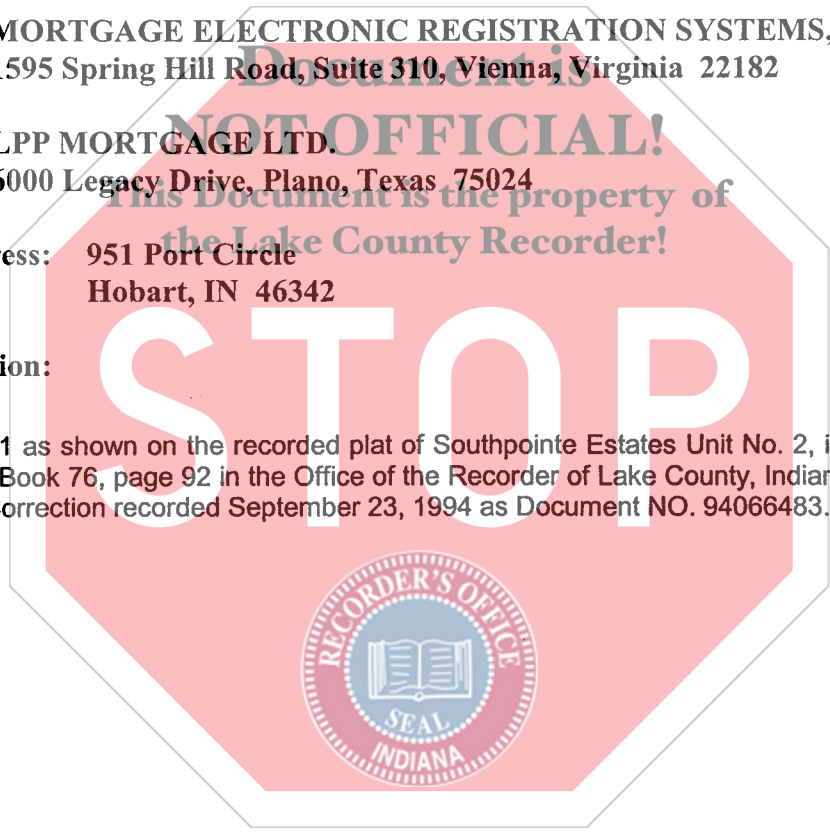 MORTGAGE ELECTRONIC REGISTRATION SYSTEMS,
1595 Spring Hill Road, Suite 310, Vienna, Virginia 22182
Document is
NOT OFFICIAL!
LPP MORTGAGE LTD.
6000 Legacy Drive, Plano, Texas 75024
This Document is the property of
the Lake County Recorder!
ress: 951 Port Circle
Hobart, IN 46342
STOP
ion:
1 as shown on the recorded plat of Southpointe Estates Unit No. 2, i
Book 76, page 92 in the Office of the Recorder of Lake County, Indian
orrection recorded September 23, 1994 as Document NO. 94066483.
RECORDER'S OFFICE
SEAL
INDIANA